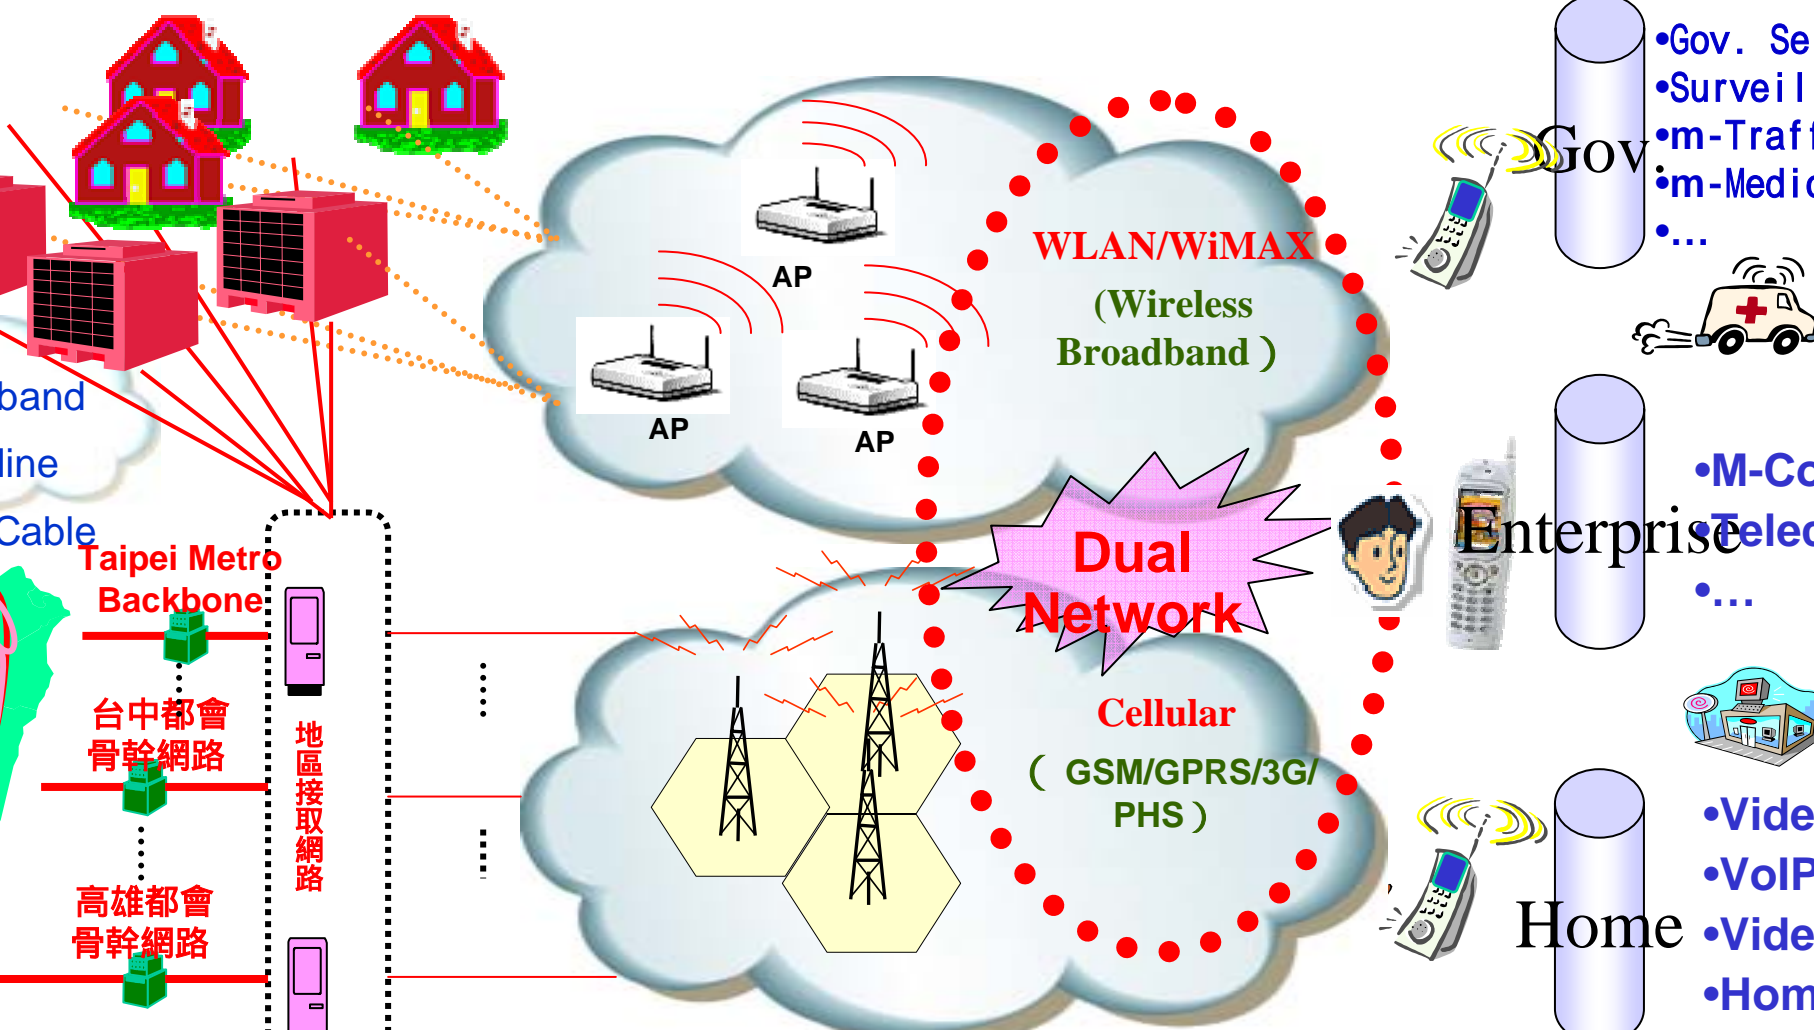 band
line
Cable
Taipei Metro
Backbone
台中都會
骨幹網路
高雄都會
骨幹網路
地區接取網路
AP
AP
AP
WLAN/WiMAX
(Wireless
Broadband）
Dual
Network
Cellular
（ GSM/GPRS/3G/
PHS）
Gov.
•Gov. Se
•Surveil
•m-Traff
•m-Medic
•...
Enterprise
•M-Co
•Telec
•...
Home
•Vide
•VoIP
•Vide
•Hom